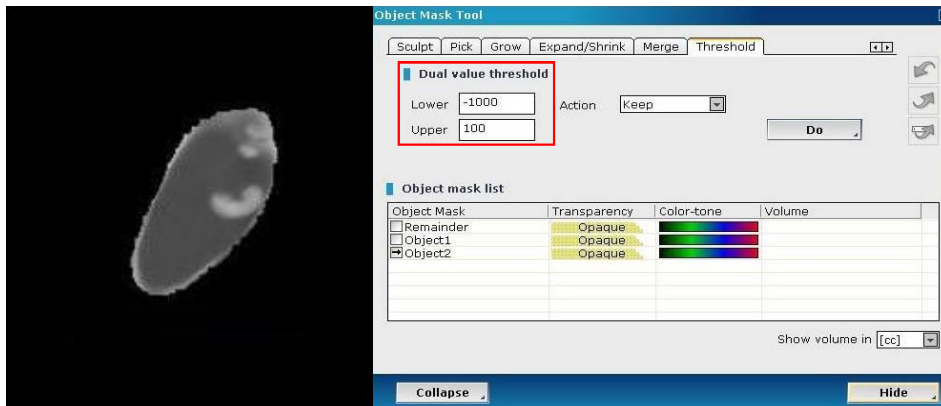 Object Mask Tool
Sculpt Pick Grow Expand/Shrink Merge Threshold
Dual value threshold
Lower -1000 Action Keep
Upper 100
Do
Object mask list
Object Mask Transparency Color-tone Volume
Remainder Opaque
Object1 Opaque
Object2 Opaque
Show volume in [cc]
Collapse Hide